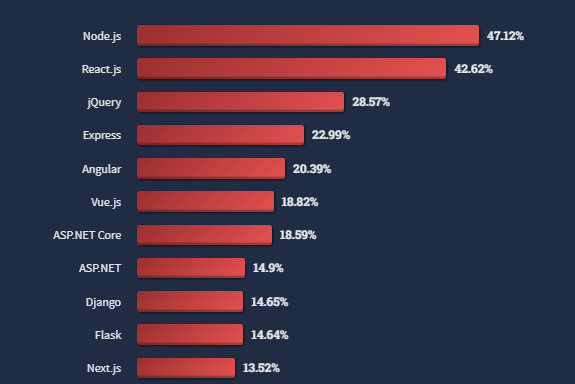 Node.js 47.12%
React.js 42.62%
jQuery 28.57%
Express 22.99%
Angular 20.39%
Vue.js 18.82%
ASP.NET Core 18.59%
ASP.NET 14.9%
Django 14.65%
Flask 14.64%
Next.js 13.52%